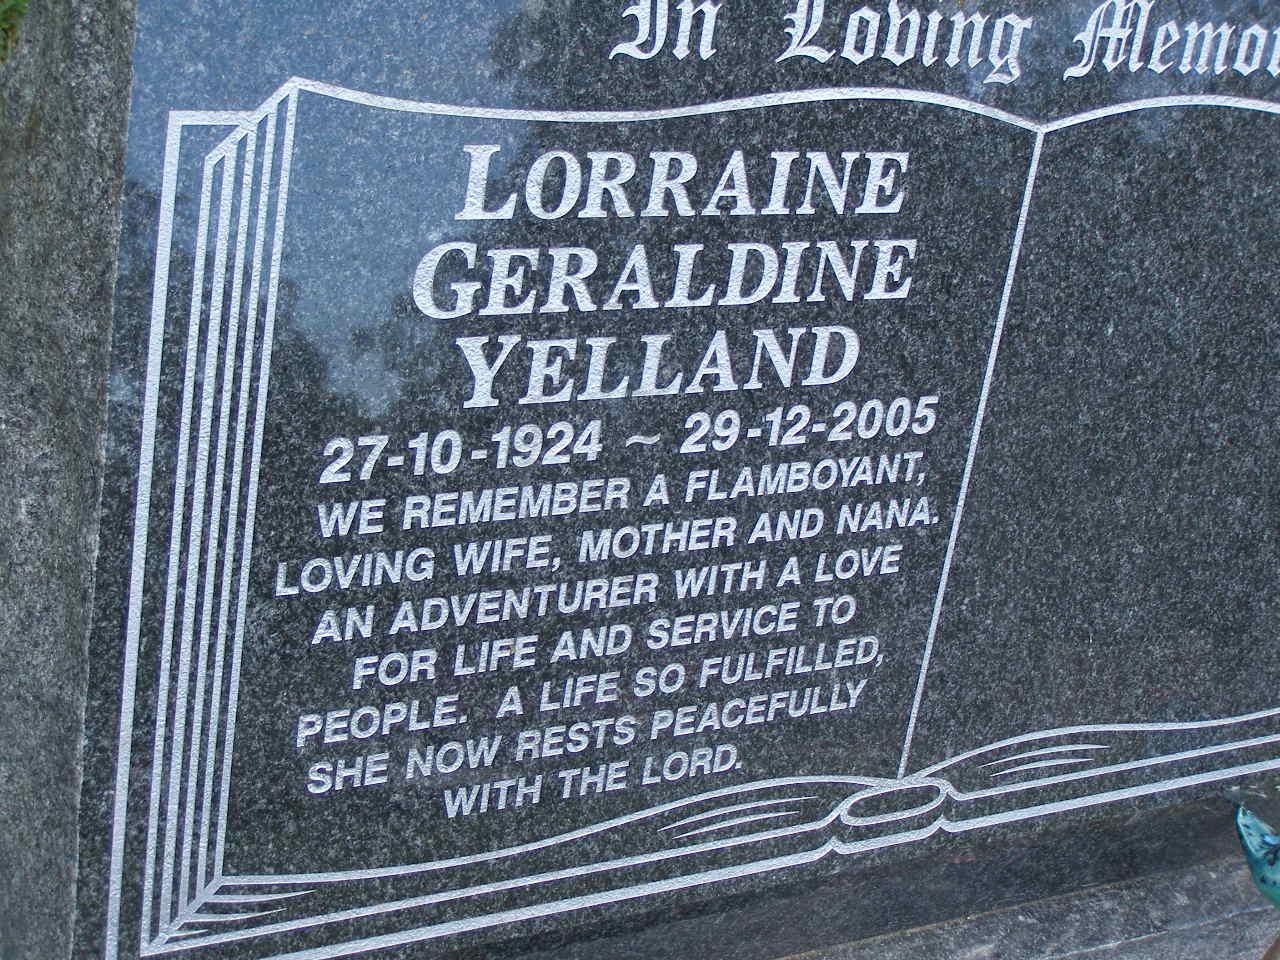 In Loving
LORRAINE
GERALDINE
YELLAND
27-10-1924 ~ 29-12-2005
WE REMEMBER A FLAMBOYANT,
LOVING WIFE, MOTHER AND NANA.
AN ADVENTURER WITH A LOVE
FOR LIFE AND SERVICE TO
PEOPLE. A LIFE SO FULFILLED,
SHE NOW RESTS PEACEFULLY
WITH THE LORD.